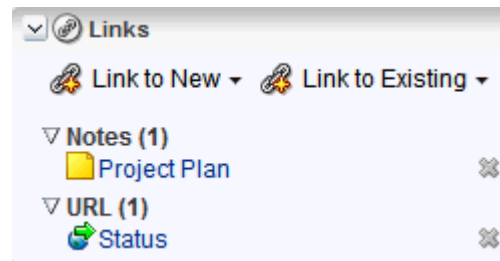 Links
Link to New Link to Existing
Notes (1)
Project Plan
URL (1)
Status